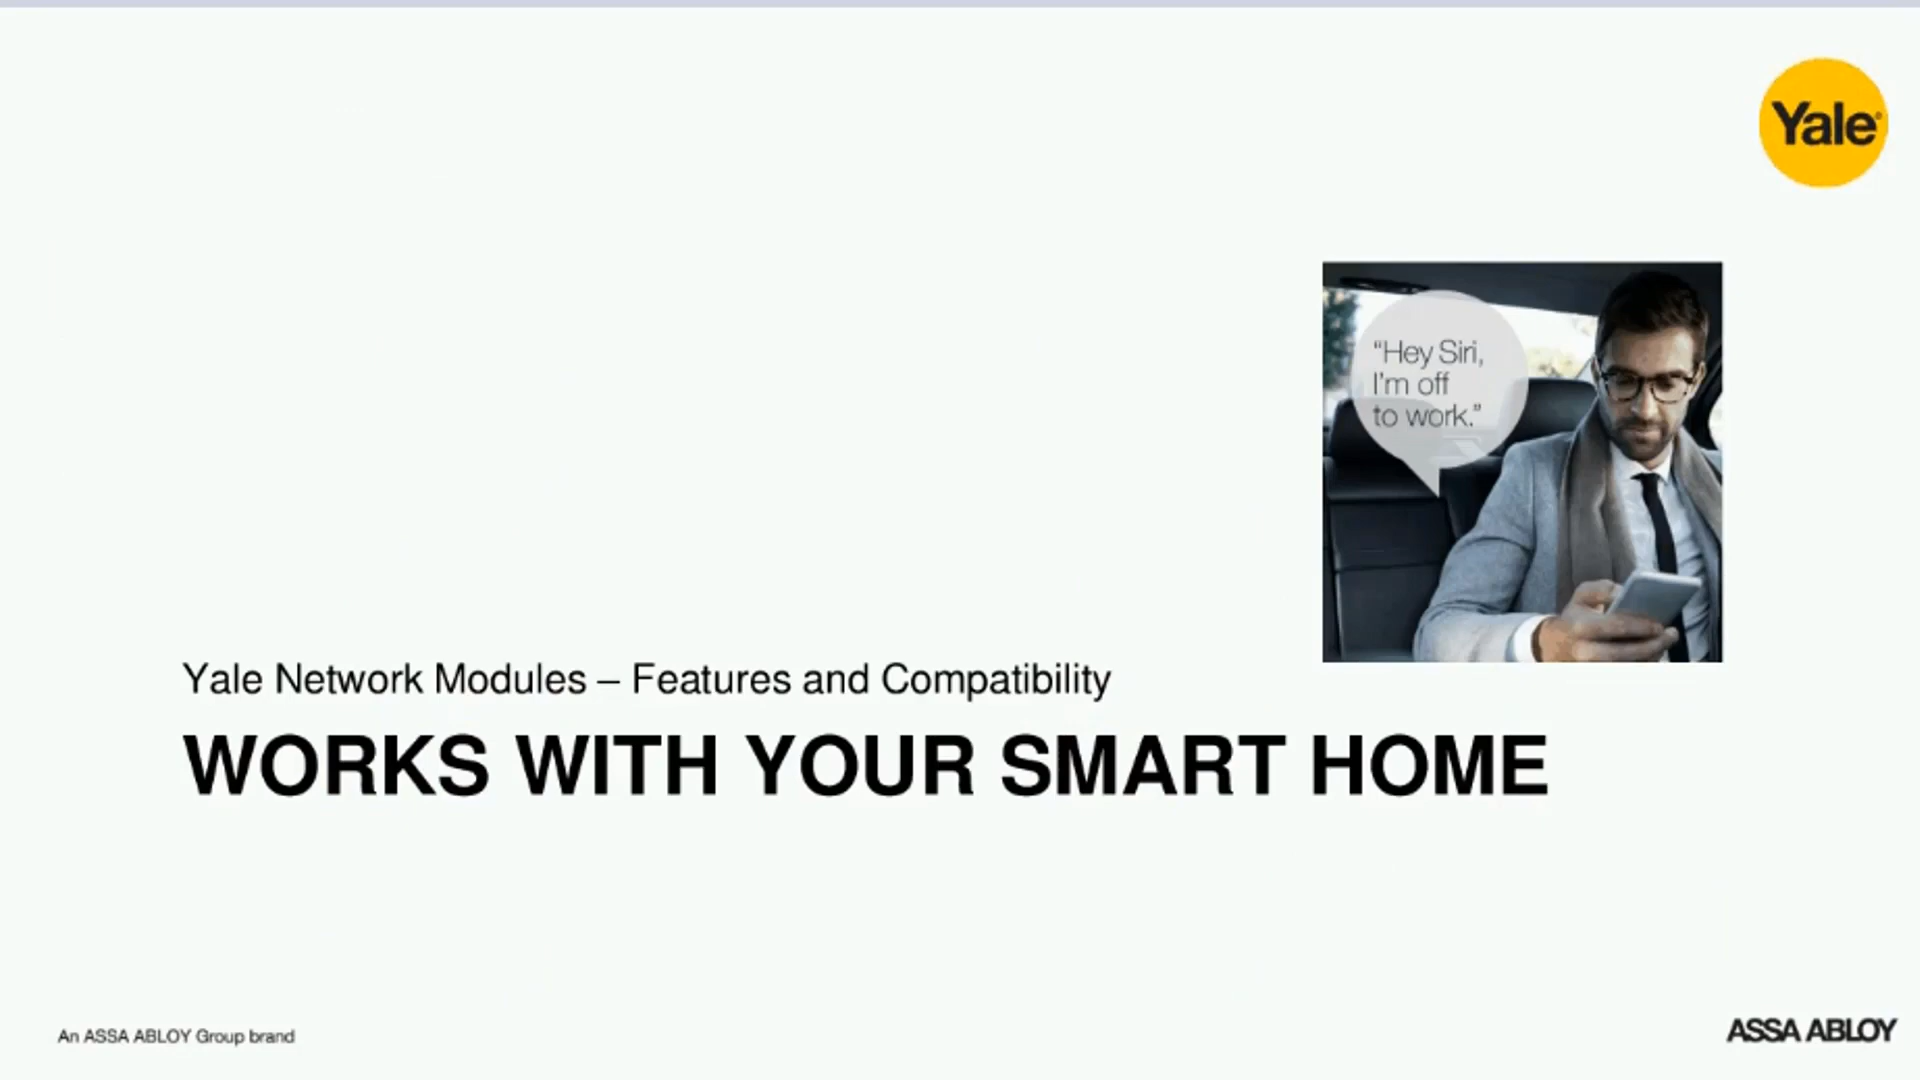 Yale
"Hey Siri,
I'm off
to work."
Yale Network Modules – Features and Compatibility
WORKS WITH YOUR SMART HOME
An ASSA ABLOY Group brand
ASSA ABLOY